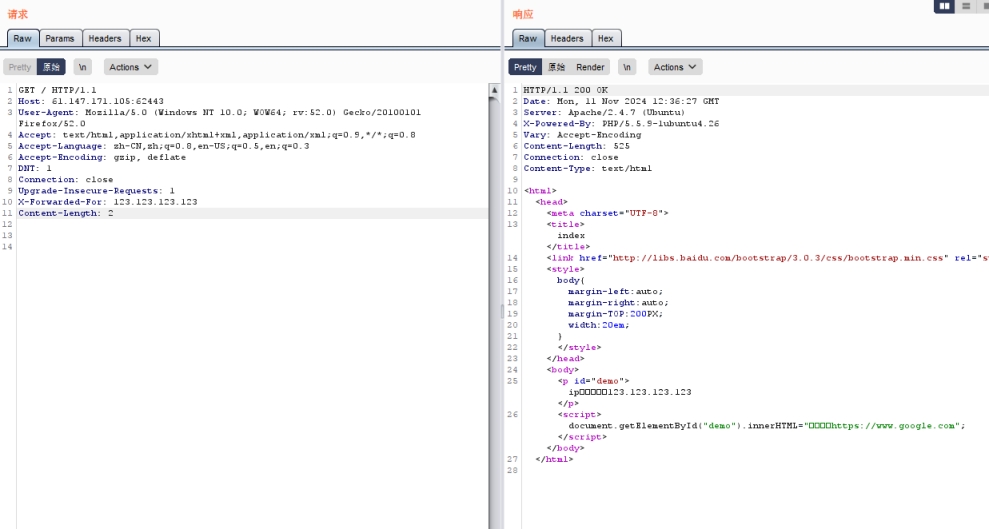 请求
Raw Params Headers Hex
Pretty 原始 \n Actions
1 GET / HTTP/1.1
2 Host: 61.147.171.105:62443
3 User-Agent: Mozilla/5.0 (Windows NT 10.0; WOW64; rv:52.0) Gecko/20100101
Firefox/52.0
4 Accept: text/html,application/xhtml+xml,application/xml;q=0.9,*/*;q=0.8
5 Accept-Language: zh-CN,zh;q=0.8,en-US;q=0.5,en;q=0.3
6 Accept-Encoding: gzip, deflate
7 DNT: 1
8 Connection: close
9 Upgrade-Insecure-Requests: 1
10 X-Forwarded-For: 123.123.123.123
11 Content-Length: 2
12
13
14
响应
Raw Headers Hex
Pretty 原始 Render \n Actions
1 HTTP/1.1 200 OK
2 Date: Mon, 11 Nov 2024 12:36:27 GMT
3 Server: Apache/2.4.7 (Ubuntu)
4 X-Powered-By: PHP/5.5.9-1ubuntu4.26
5 Vary: Accept-Encoding
6 Content-Length: 525
7 Connection: close
8 Content-Type: text/html
9
10 <html>
11 <head>
12 <meta charset="UTF-8">
13 <title>
index
</title>
14 <link href="http://libs.baidu.com/bootstrap/3.0.3/css/bootstrap.min.css" rel="s
15 <style>
16 body{
17 margin-left:auto;
18 margin-right:auto;
19 margin-TOP:200PX;
20 width:20em;
21 }
22 </style>
23 </head>
24 <body>
25 <p id="demo">
ip□□□□□123.123.123.123
</p>
26 <script>
document.getElementById("demo").innerHTML="□□□□https://www.google.com";
</script>
</body>
27 </html>
28